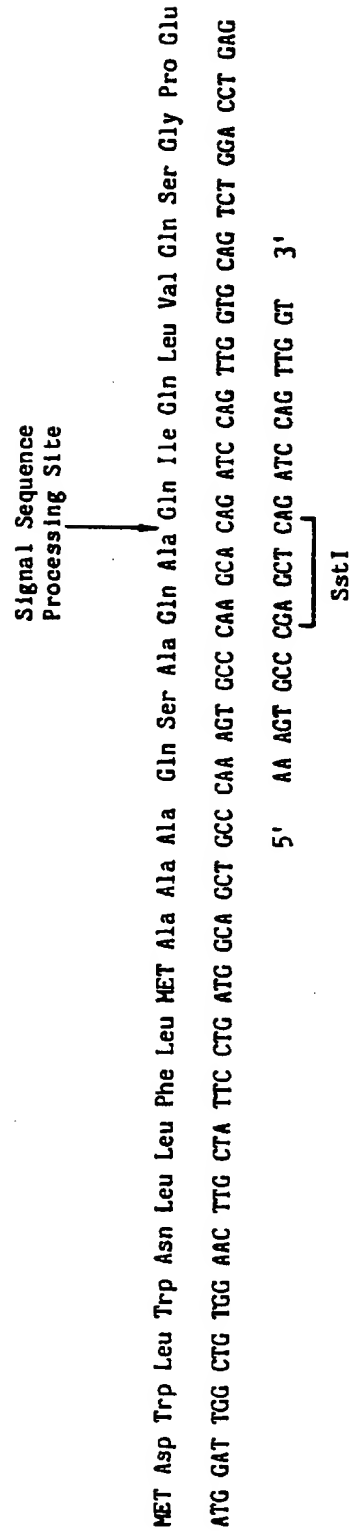 Signal Sequence
Processing Site
MET Asp Trp Leu Trp Asn Leu Leu Phe Leu MET Ala Ala Ala Gln Ser Ala Gln Ala Gln Ile Gln Leu Val Gln Ser Gly Pro Glu
ATG GAT TGG CTG TGG AAC TTG CTA TTC CTG ATG GCA GCT GCC CAA AGT GCC CAA GCA CAG ATC CAG TTG GTG CAG TCT GGA CCT GAG
5' AA AGT GCC CGA GCT CAG ATC CAG TTG GT 3'
SstI